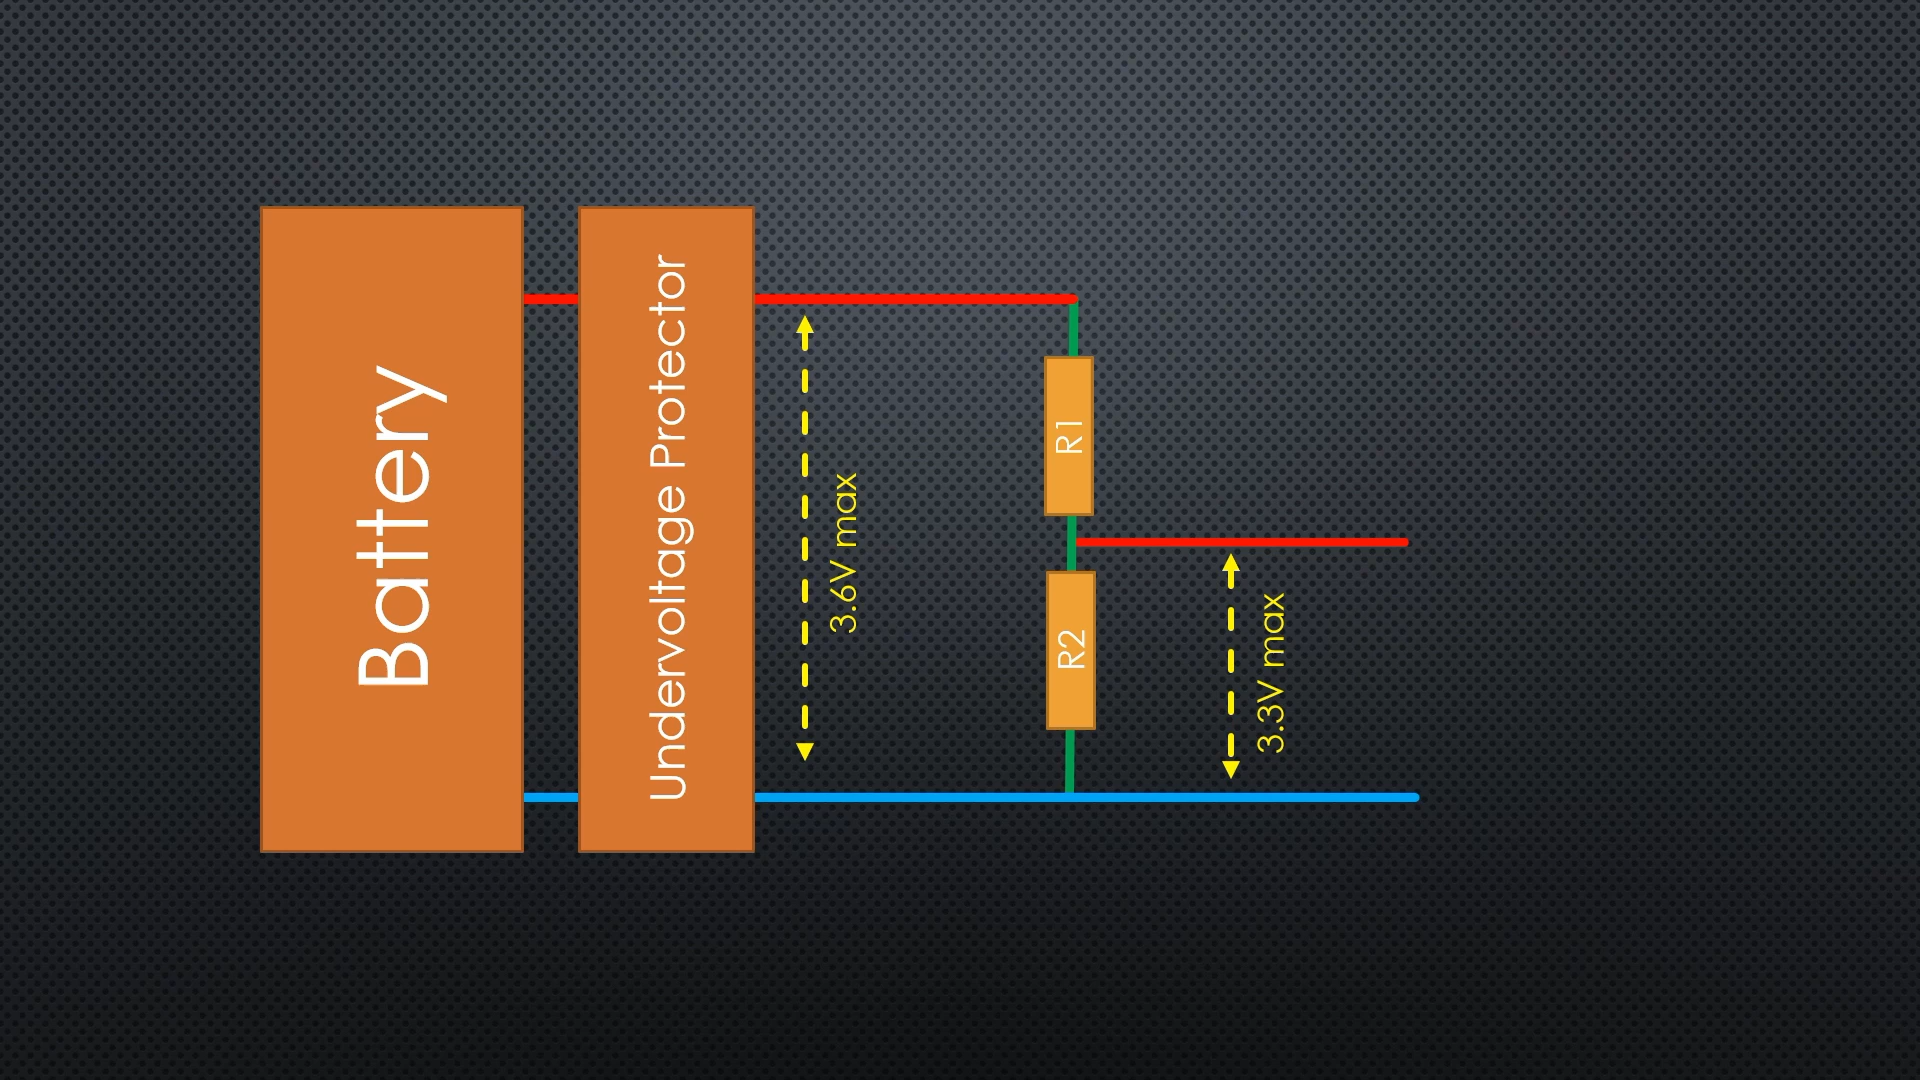 Battery
Undervoltage Protector
3.6V max
R1
R2
3.3V max